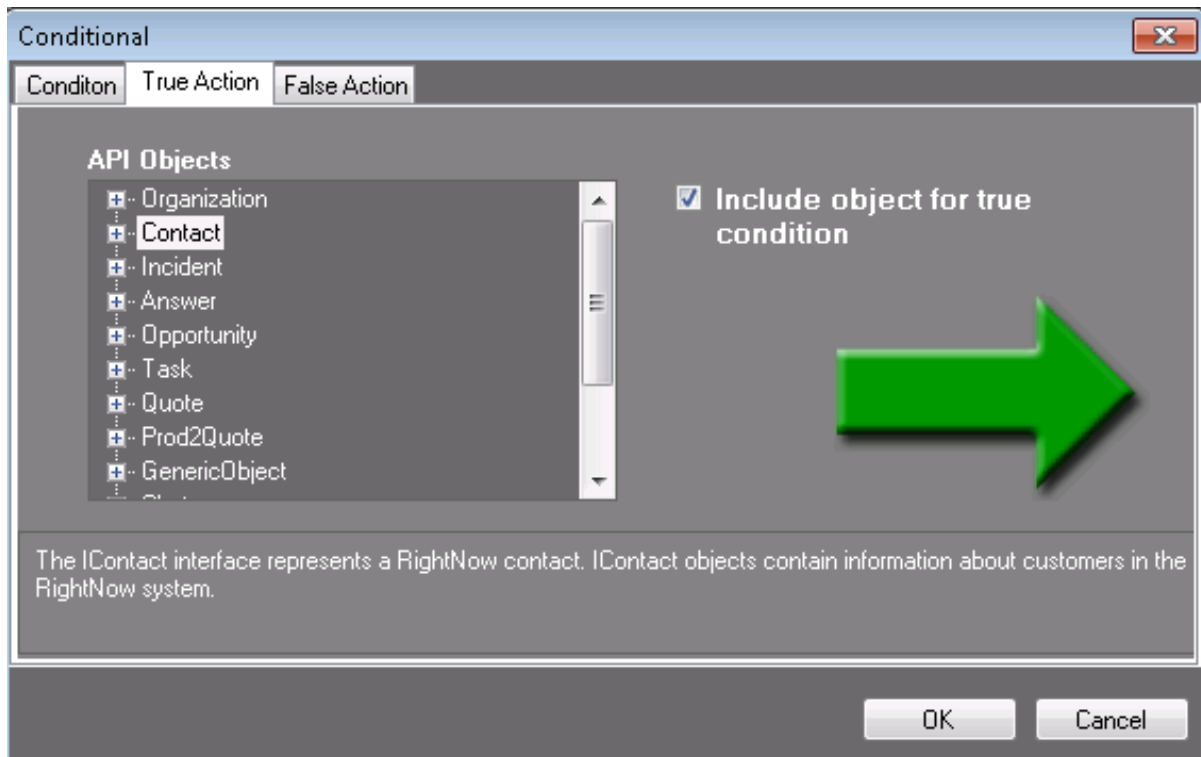 Conditional
Conditon True Action False Action
API Objects
Organization
Contact
Incident
Answer
Opportunity
Task
Quote
Prod2Quote
GenericObject
Include object for true
condition
The IContact interface represents a RightNow contact. IContact objects contain information about customers in the
RightNow system.
OK Cancel